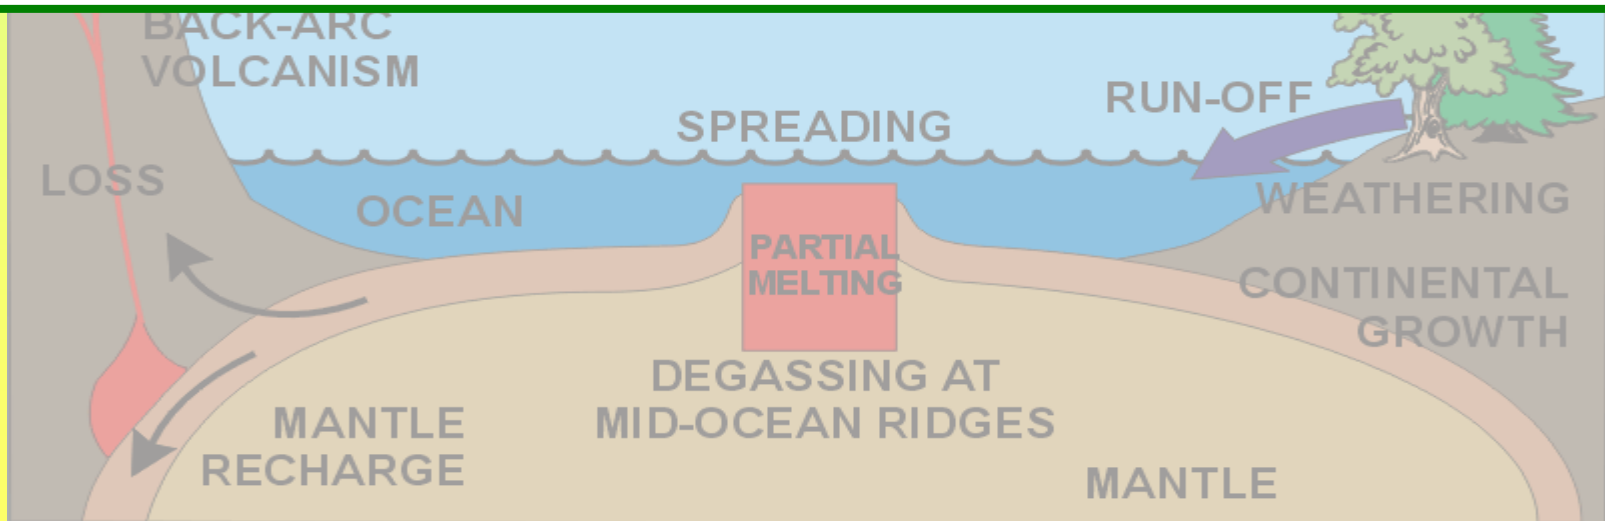 BACK-ARC
VOLCANISM
RUN-OFF
SPREADING
LOSS
OCEAN
WEATHERING
PARTIAL
MELTING
CONTINENTAL
GROWTH
DEGASSING AT
MID-OCEAN RIDGES
MANTLE
RECHARGE
MANTLE